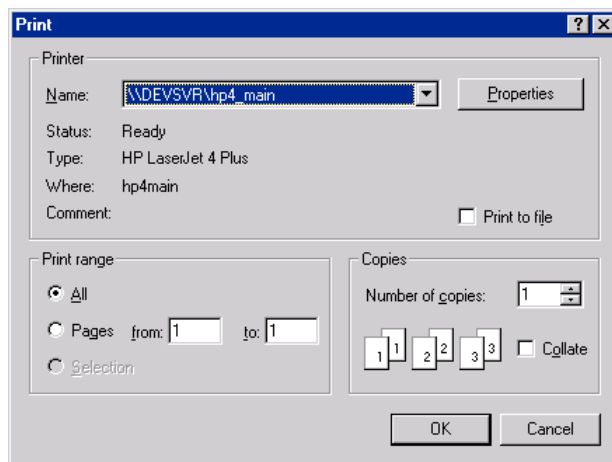 Print
Printer
Name: \\DEVSVR\hp4_main Properties
Status: Ready
Type: HP LaserJet 4 Plus
Where: hp4main
Comment: Print to file
Print range
All
Pages from: 1 to: 1
Selection
Copies
Number of copies: 1
1 1 2 2 3 3 Collate
OK Cancel